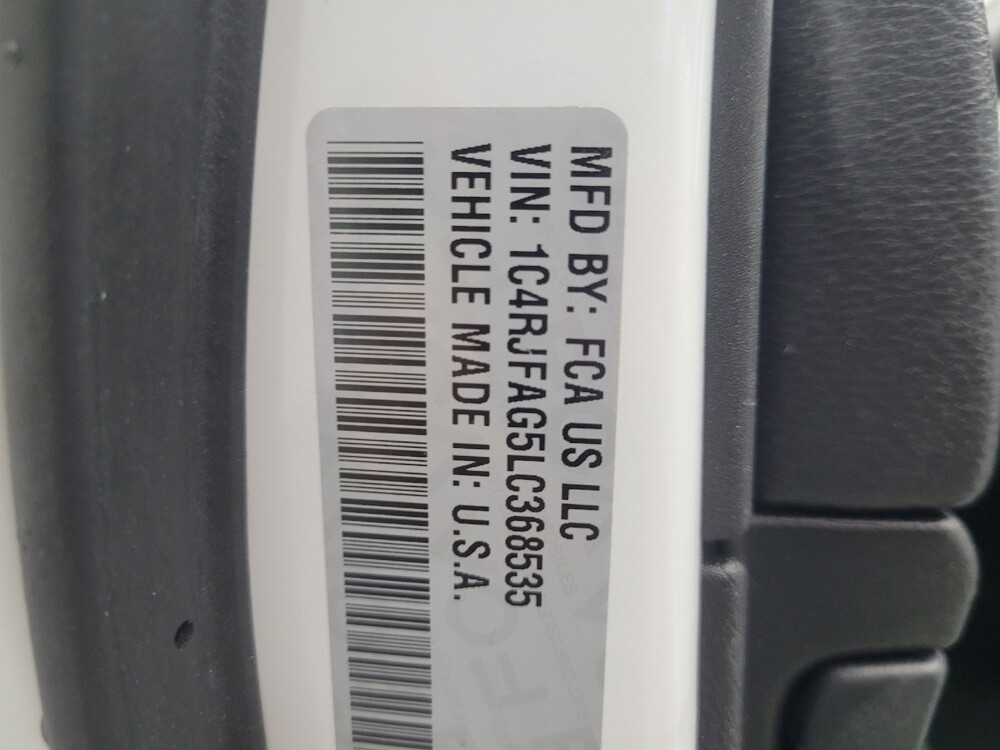 MFD BY: FCA US LLC
VIN: 1C4RJFAG5LC368535
VEHICLE MADE IN: U.S.A.